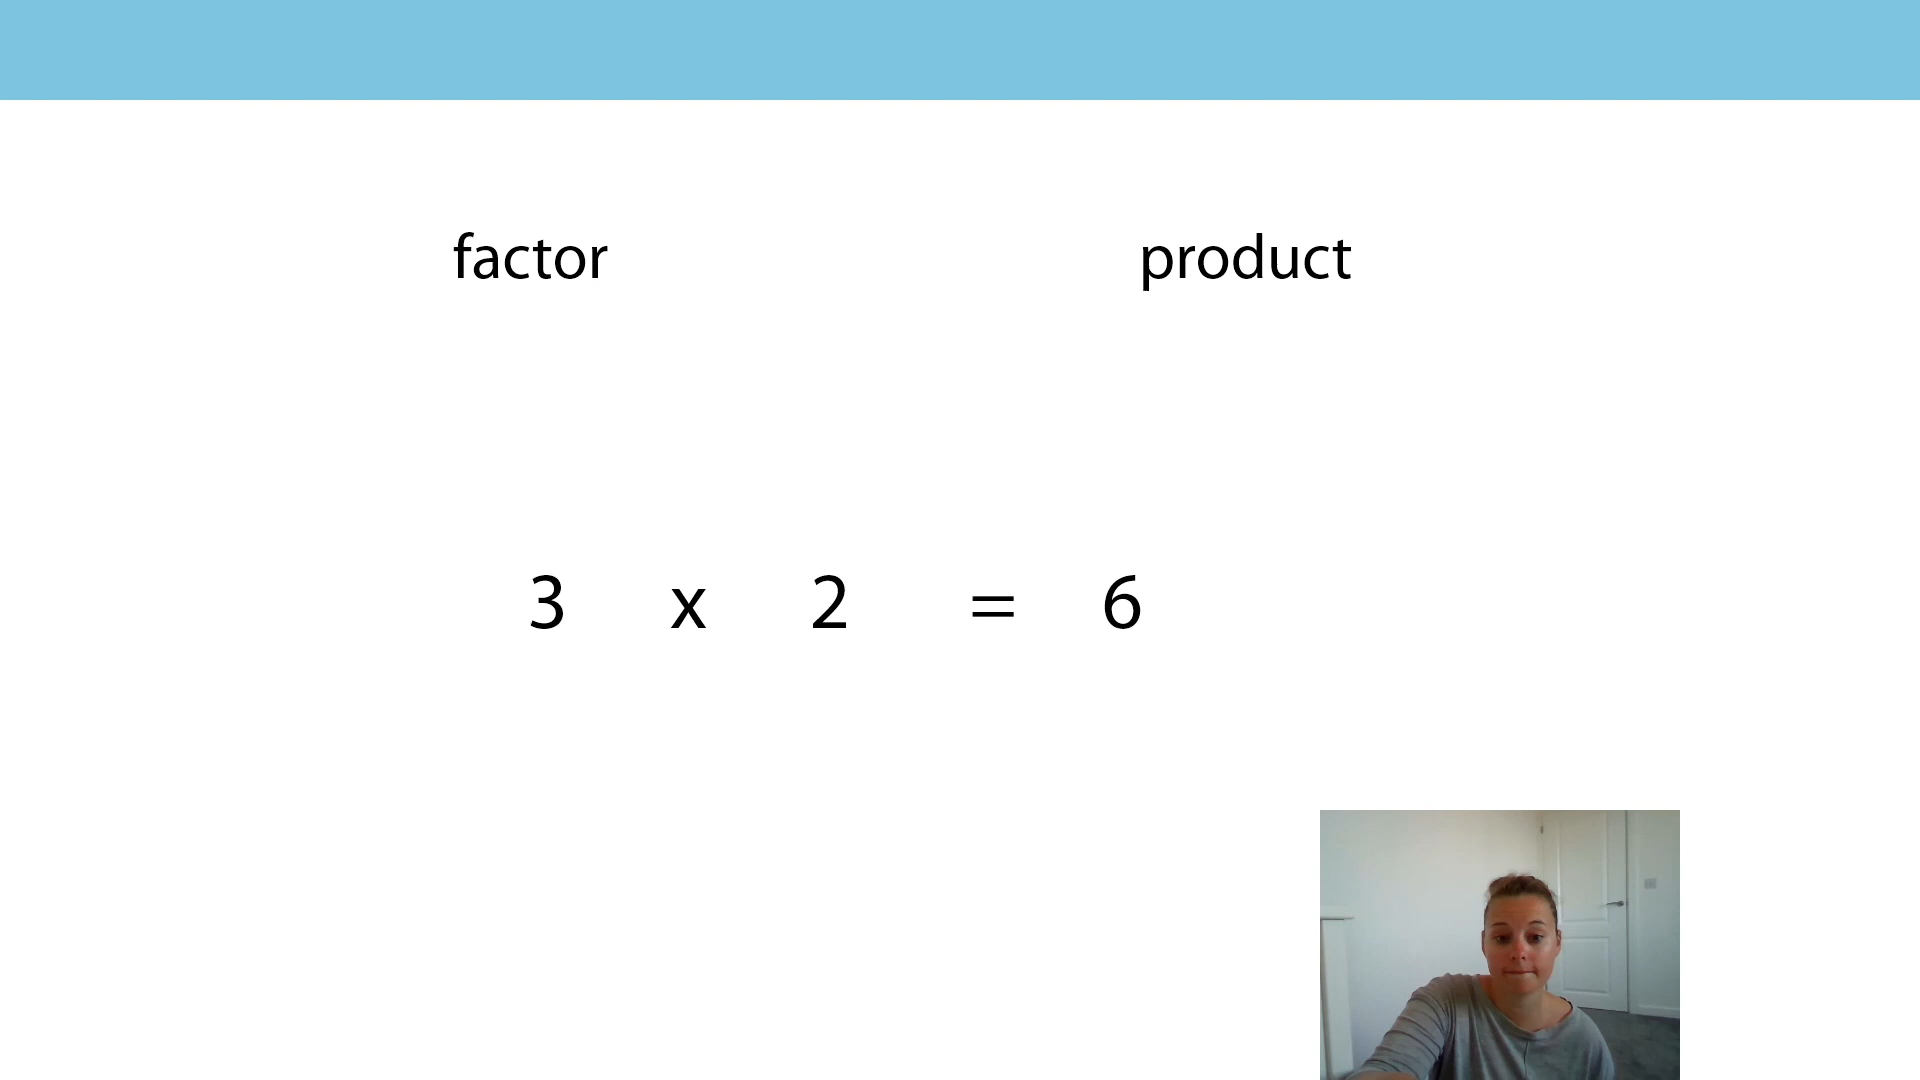 factor product
3 x 2 = 6